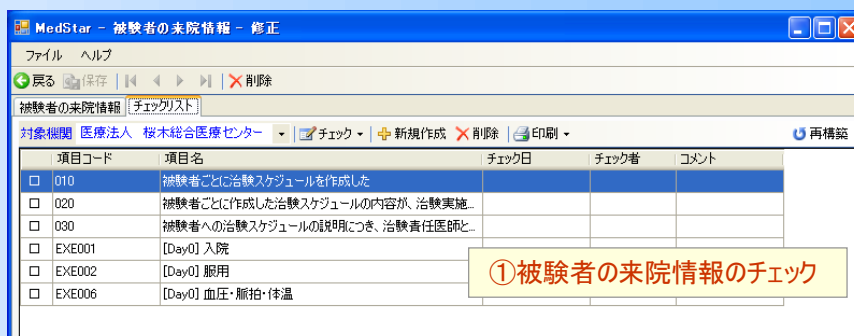 MedStar - 被験者の来院情報 - 修正
ファイル ヘルプ
戻る 保存 削除
被験者の来院情報 チェックリスト
対象機関 医療法人 桜木総合医療センター チェック 新規作成 削除 印刷 再構築
項目コード 項目名 チェック日 チェック者 コメント
010 被験者ごとに治験スケジュールを作成した
020 被験者ごとに作成した治験スケジュールの内容が、治験実施...
030 被験者への治験スケジュールの説明につき、治験責任医師と...
EXE001 [Day0] 入院
EXE002 [Day0] 服用
EXE006 [Day0] 血圧・脈拍・体温
①被験者の来院情報のチェック